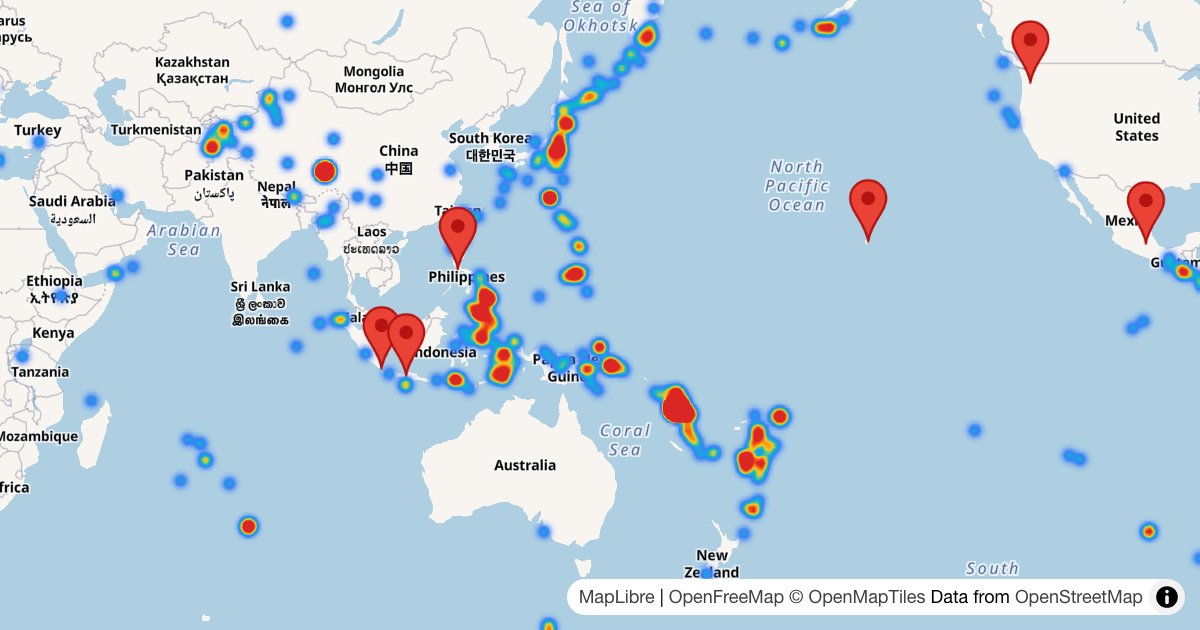 Sea of
Okhotsk
Kazakhstan
Қазақстан
Mongolia
Монгол Улс
Turkey
Turkmenistan
South Korea
대한민국
China
中国
United
States
North
Pacific
Ocean
Pakistan
پاکستان
Nepal
नेपाल
Saudi Arabia
السعودية
Arabian
Sea
Laos
ປະເທດລາວ
Philippines
Ethiopia
ኢትዮጵያ
Sri Lanka
ශ්‍රී ලංකාව
இலங்கை
Kenya
Indonesia
Tanzania
Mozambique
Coral
Sea
Australia
New
Zealand
South
MapLibre | OpenFreeMap © OpenMapTiles Data from OpenStreetMap